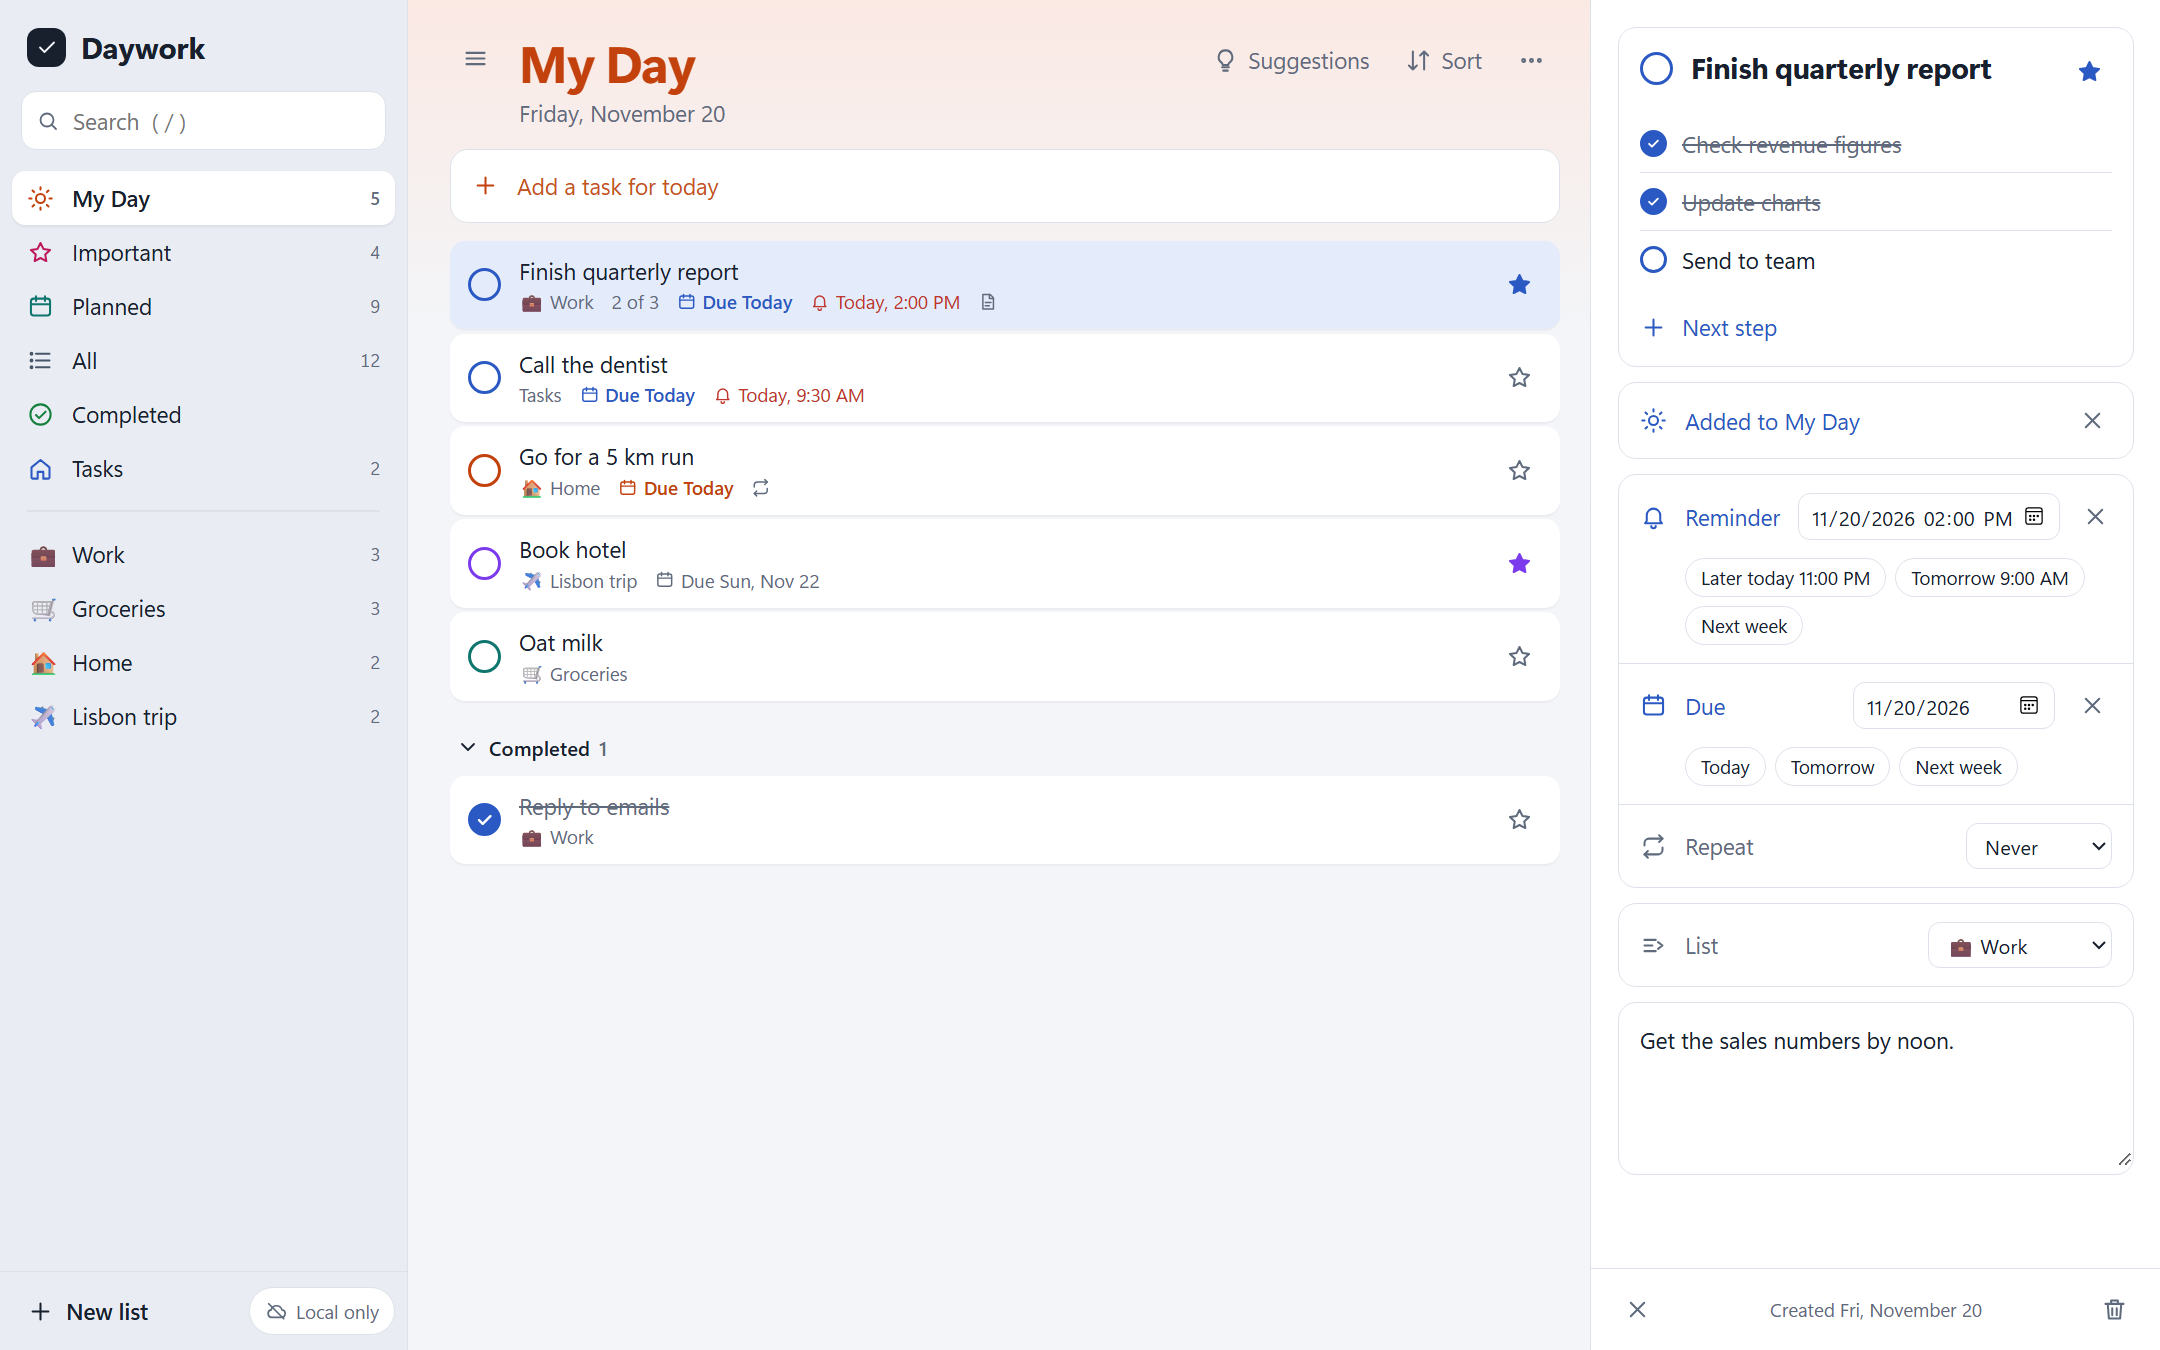 Daywork
Search ( / )
My Day 5
Important 4
Planned 9
All 12
Completed
Tasks 2
Work 3
Groceries 3
Home 2
Lisbon trip 2
New list
Local only
My Day
Friday, November 20
Suggestions
Sort
Add a task for today
Finish quarterly report
Work 2 of 3 Due Today Today, 2:00 PM
Call the dentist
Tasks Due Today Today, 9:30 AM
Go for a 5 km run
Home Due Today
Book hotel
Lisbon trip Due Sun, Nov 22
Oat milk
Groceries
Completed 1
Reply to emails
Work
Finish quarterly report
Check revenue figures
Update charts
Send to team
Next step
Added to My Day
Reminder 11/20/2026 02:00 PM
Later today 11:00 PM Tomorrow 9:00 AM
Next week
Due 11/20/2026
Today Tomorrow Next week
Repeat Never
List Work
Get the sales numbers by noon.
Created Fri, November 20